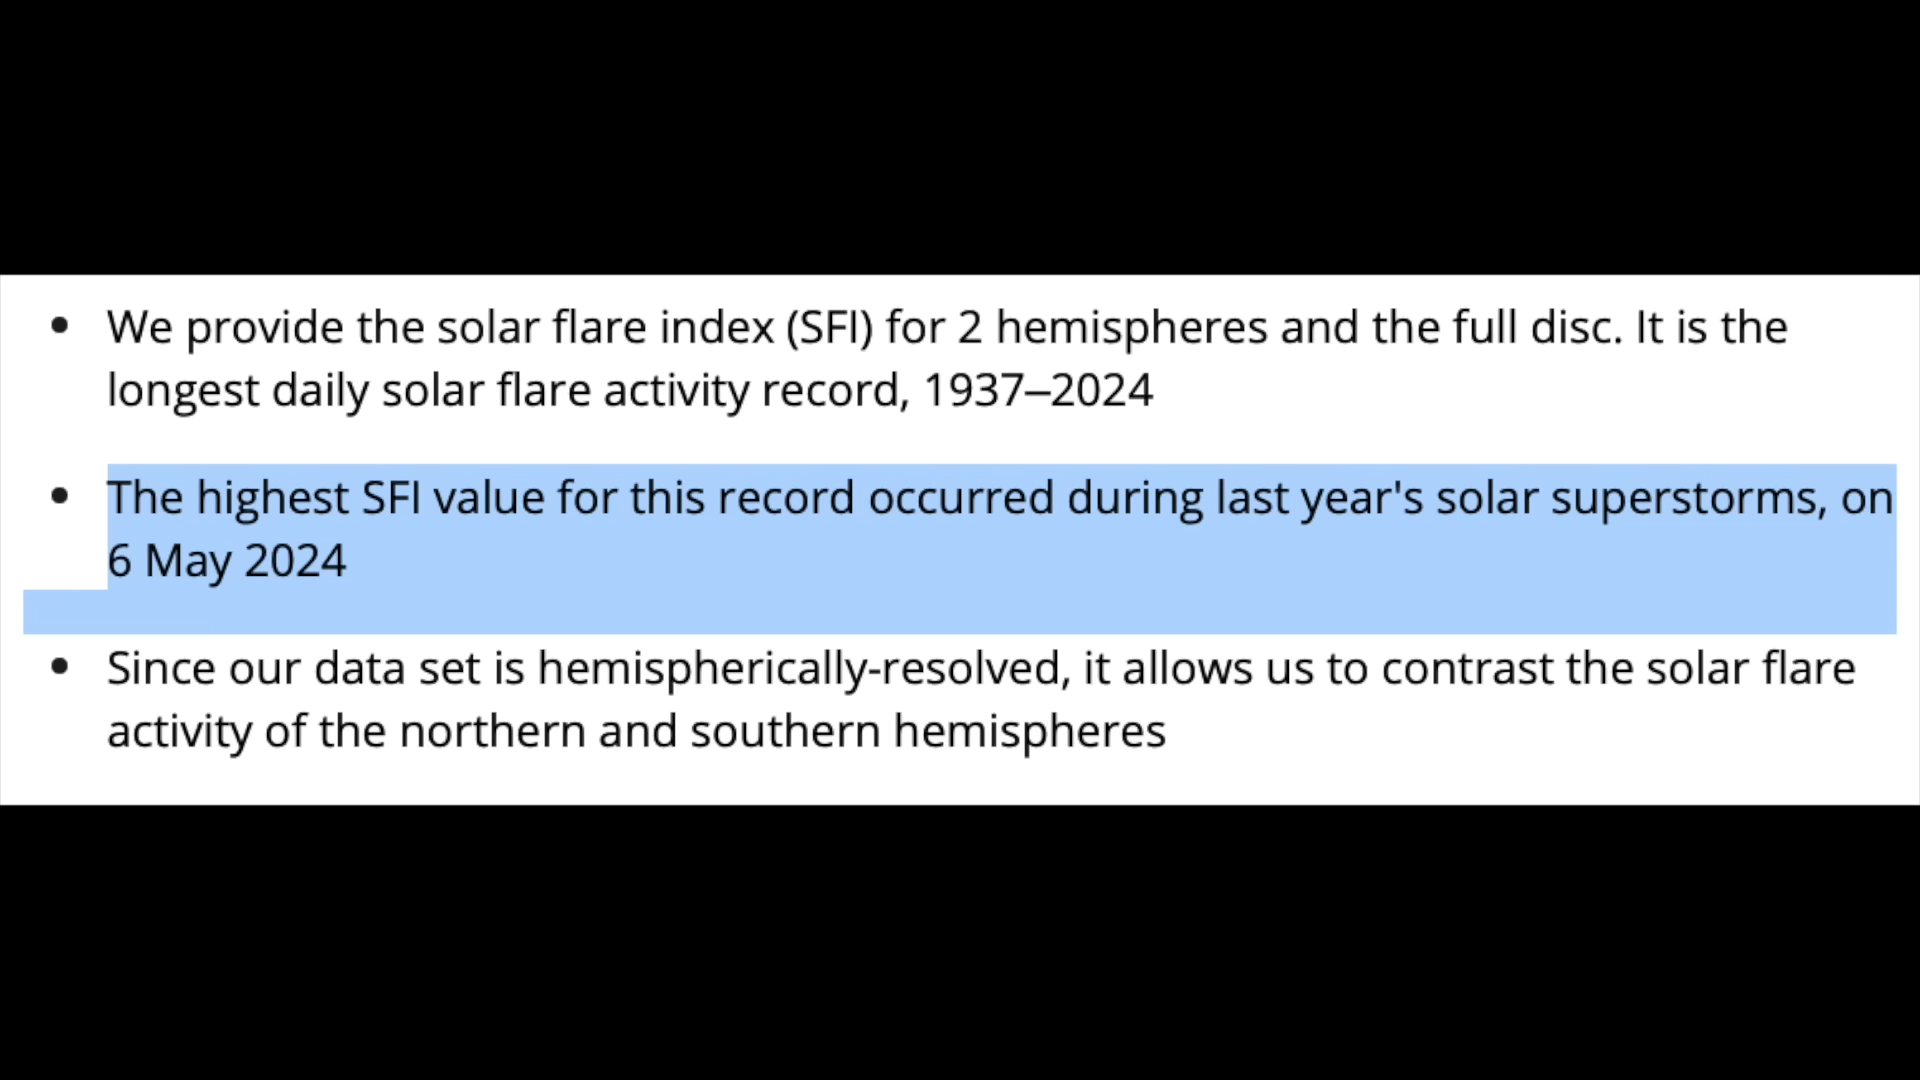 • We provide the solar flare index (SFI) for 2 hemispheres and the full disc. It is the
longest daily solar flare activity record, 1937–2024
• The highest SFI value for this record occurred during last year's solar superstorms, on
6 May 2024
• Since our data set is hemispherically-resolved, it allows us to contrast the solar flare
activity of the northern and southern hemispheres